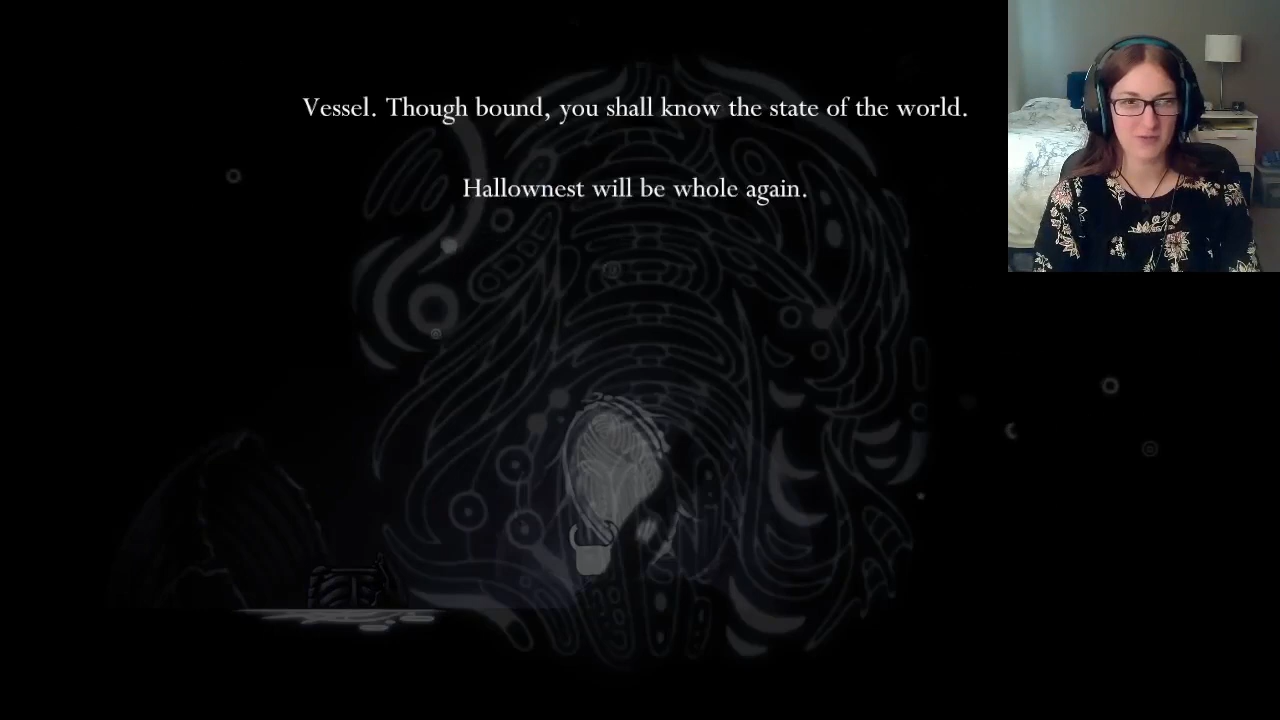 Vessel. Though bound, you shall know the state of the world.
Hallownest will be whole again.